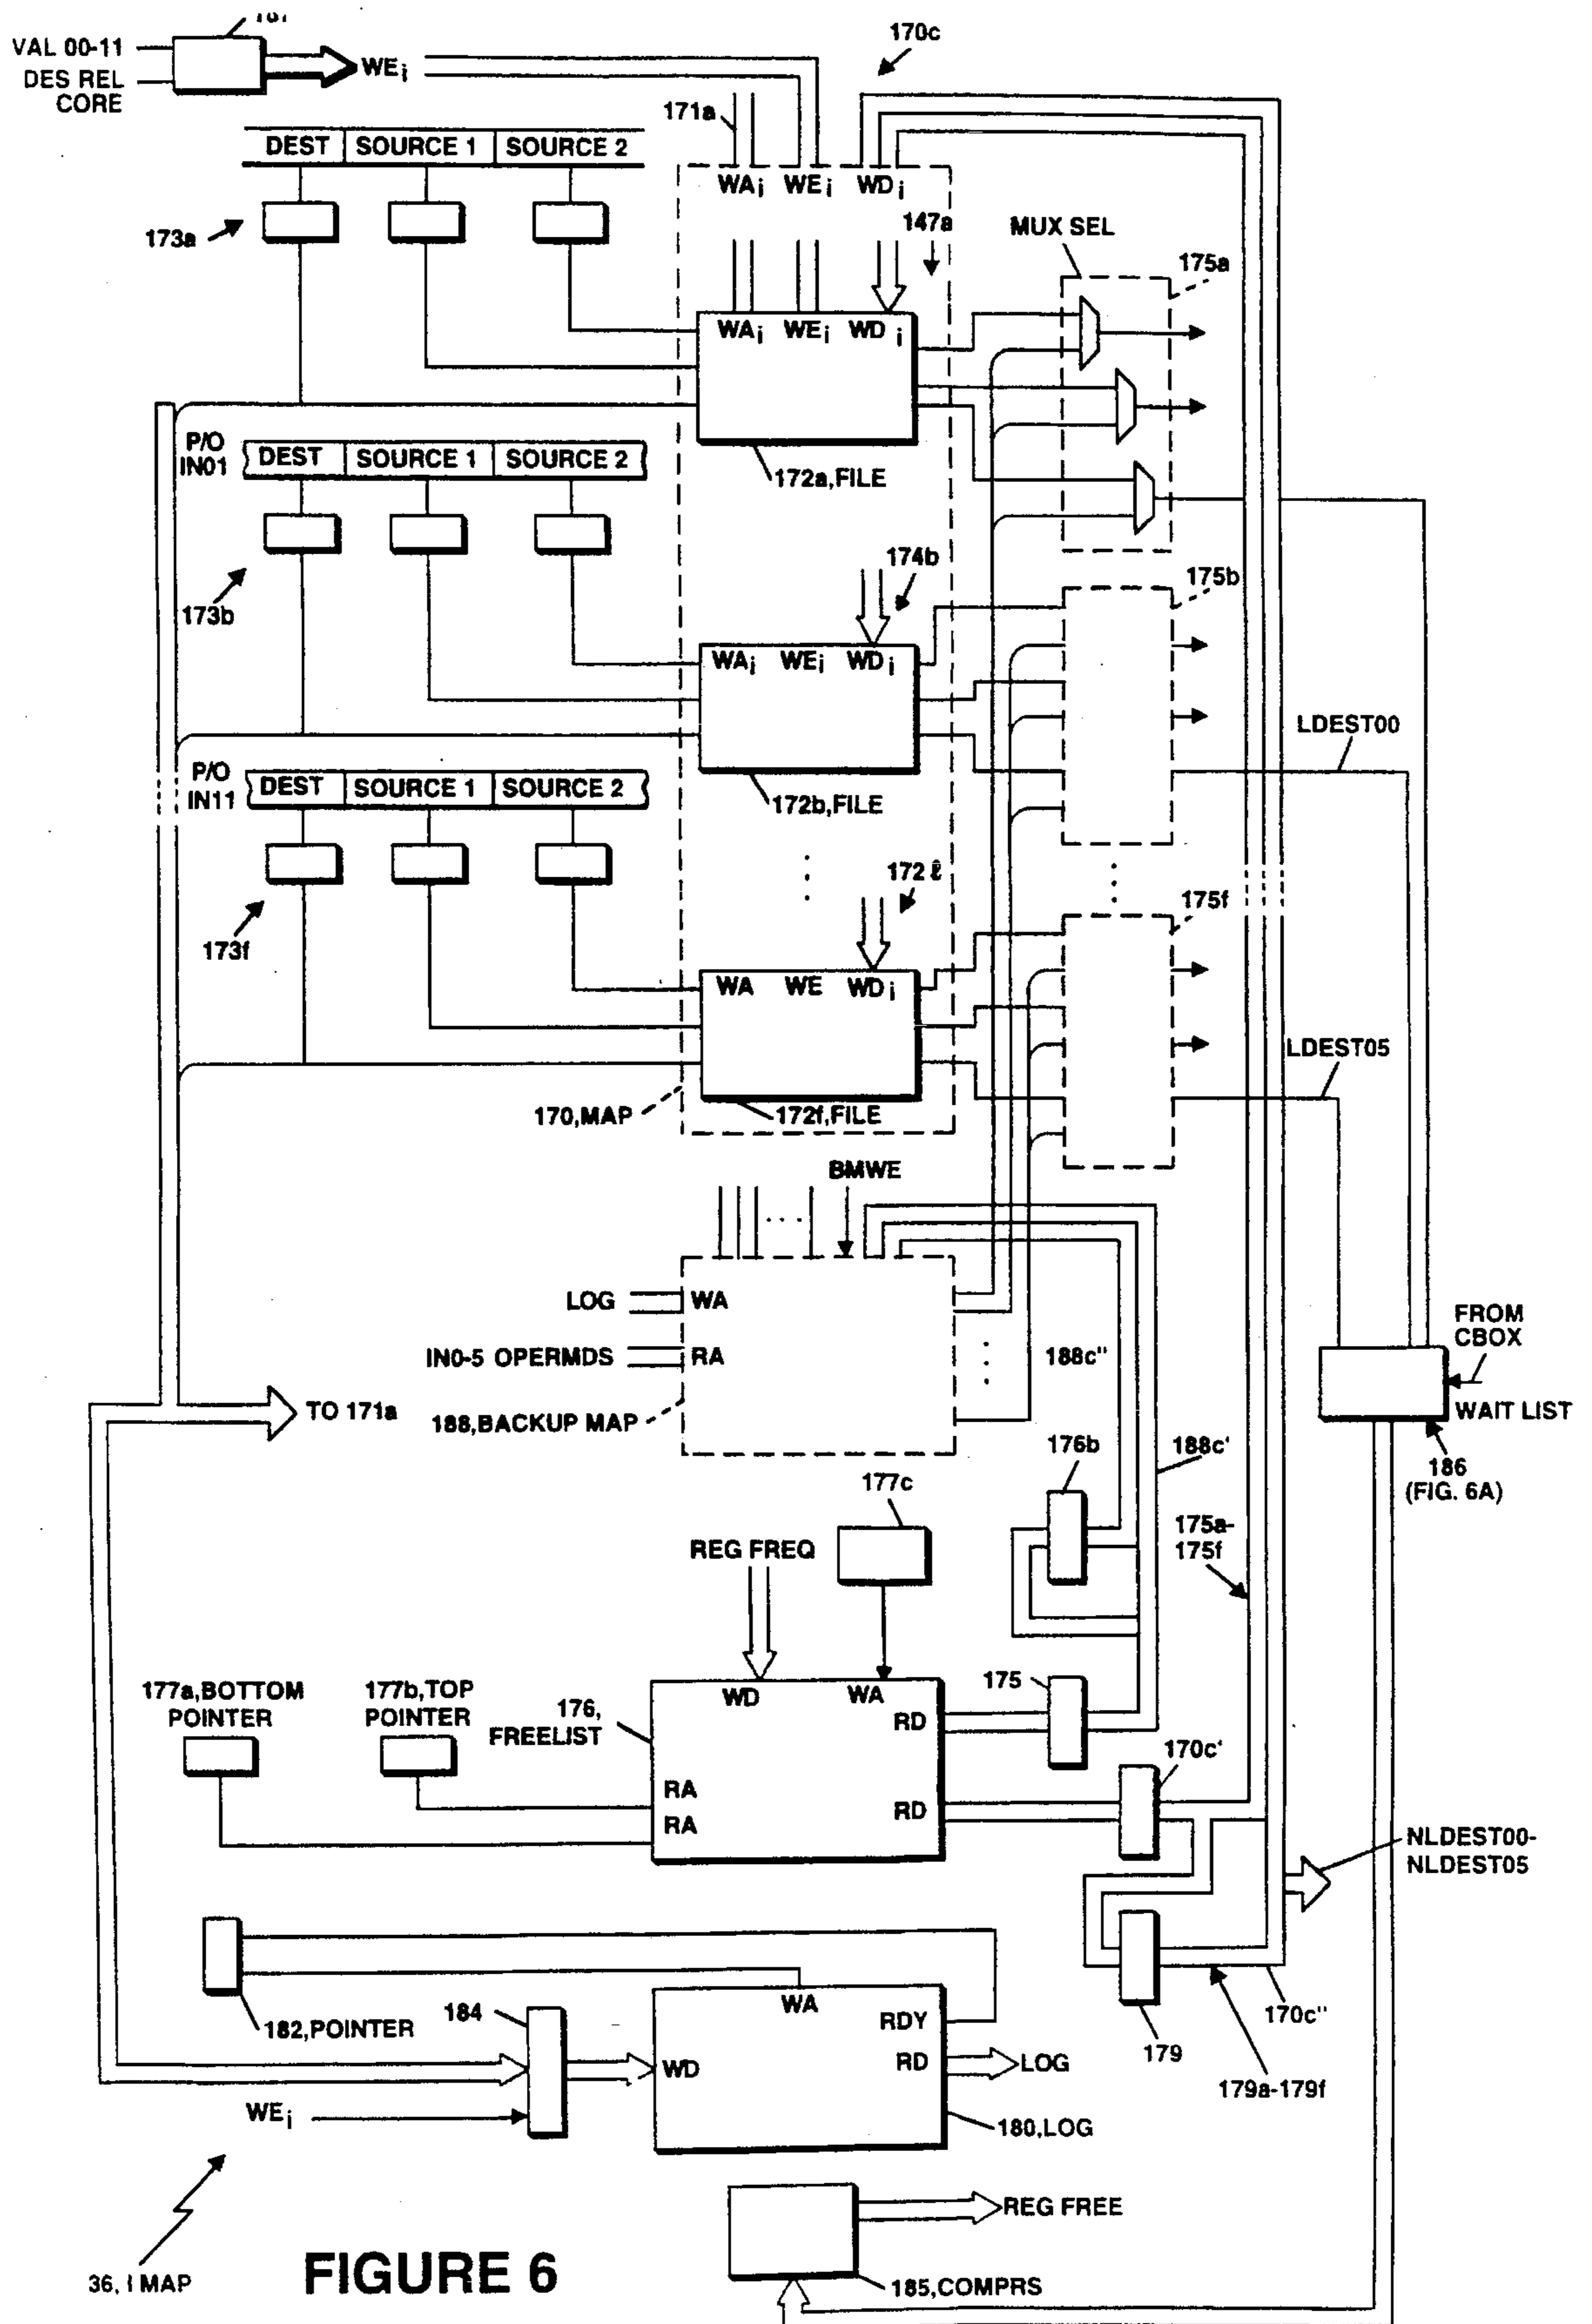 VAL 00-11
DES REL
CORE
WEi
170c
171a
DEST SOURCE 1 SOURCE 2
WAi WEi WDi
173a
147a
MUX SEL
175a
WAi WEi WDi
P/O
IN01
DEST SOURCE 1 SOURCE 2
172a,FILE
173b
174b
175b
WAi WEi WDi
LDEST00
P/O
IN11
DEST SOURCE 1 SOURCE 2
172b,FILE
172ℓ
175f
173f
WA WE WDi
LDEST05
170,MAP
172f,FILE
BMWE
LOG
WA
FROM
CBOX
IN0-5 OPERMDS
RA
188c"
TO 171a
188,BACKUP MAP
WAIT LIST
176b
188c'
186
(FIG. 6A)
177c
REG FREQ
175a-
175f
177a,BOTTOM
POINTER
177b,TOP
POINTER
176,
FREELIST
WD
WA
RD
175
170c'
RA
RA
RD
NLDEST00-
NLDEST05
182,POINTER
184
WA
RDY
170c"
WD
RD
LOG
179
179a-179f
WEi
180,LOG
REG FREE
36, I MAP
FIGURE 6
185,COMPRS